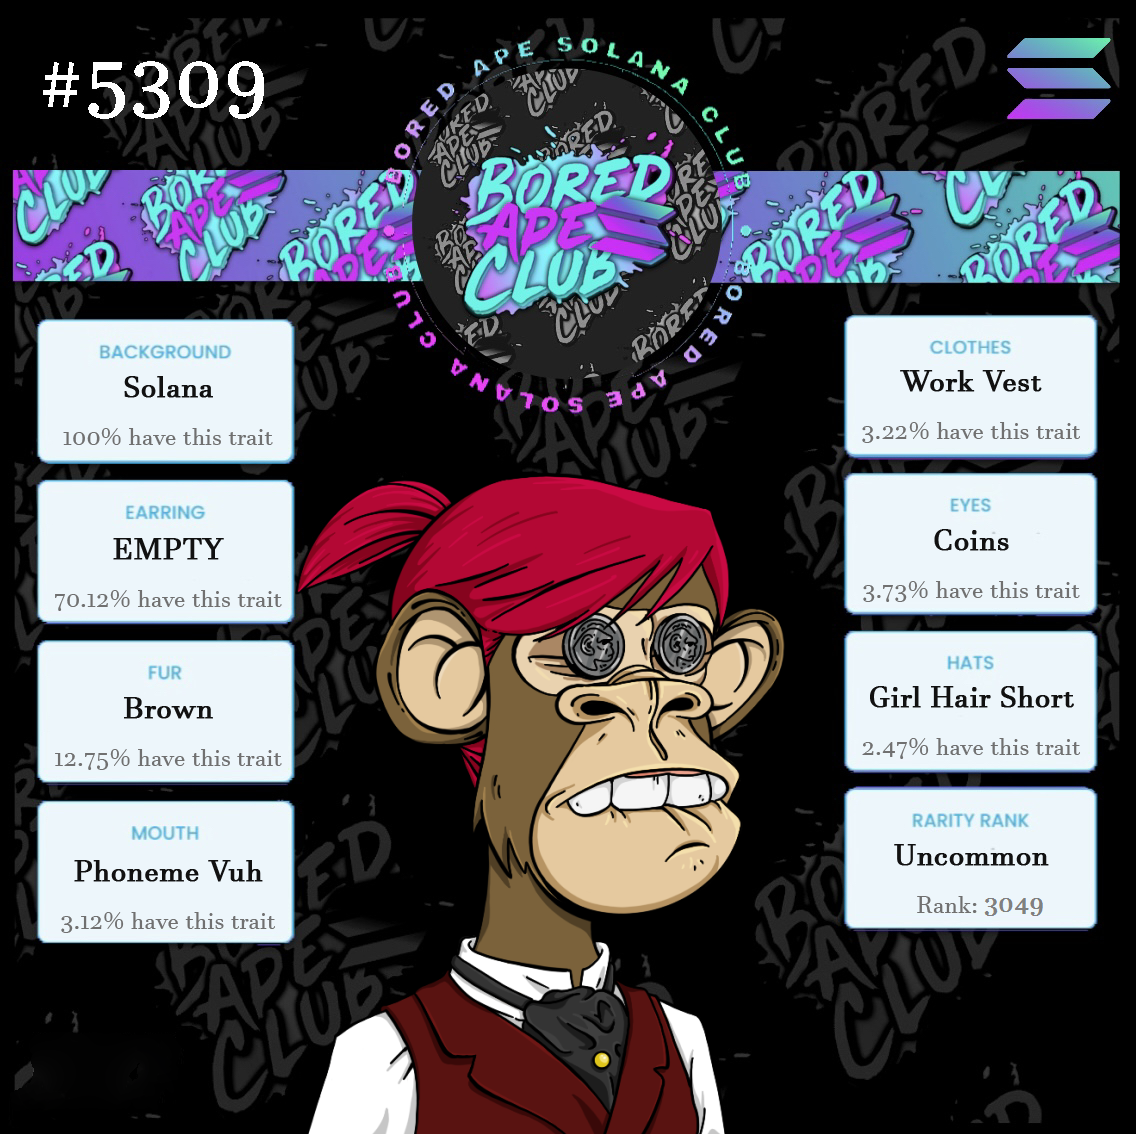 #5309
BORED APE SOLANA CLUB
BORED
APE
CLUB
BORED APE SOLANA CLUB
BACKGROUND
Solana
100% have this trait
EARRING
EMPTY
70.12% have this trait
FUR
Brown
12.75% have this trait
MOUTH
Phoneme Vuh
3.12% have this trait
CLOTHES
Work Vest
3.22% have this trait
EYES
Coins
3.73% have this trait
HATS
Girl Hair Short
2.47% have this trait
RARITY RANK
Uncommon
Rank: 3049